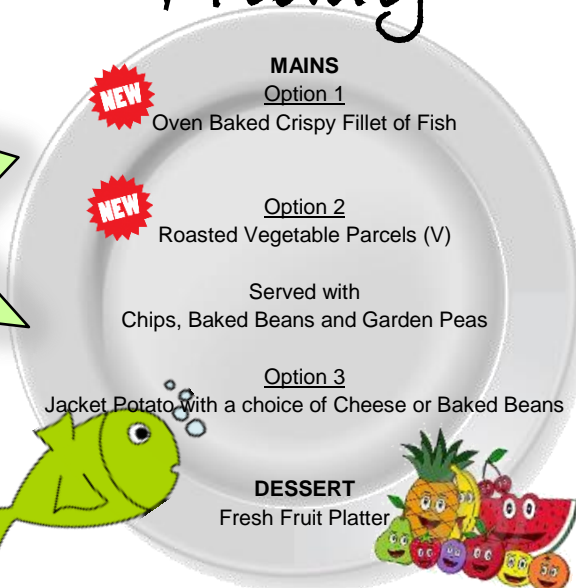 MAINS
NEW
Option 1
Oven Baked Crispy Fillet of Fish
NEW
Option 2
Roasted Vegetable Parcels (V)
Served with
Chips, Baked Beans and Garden Peas
Option 3
Jacket Potato with a choice of Cheese or Baked Beans
DESSERT
Fresh Fruit Platter